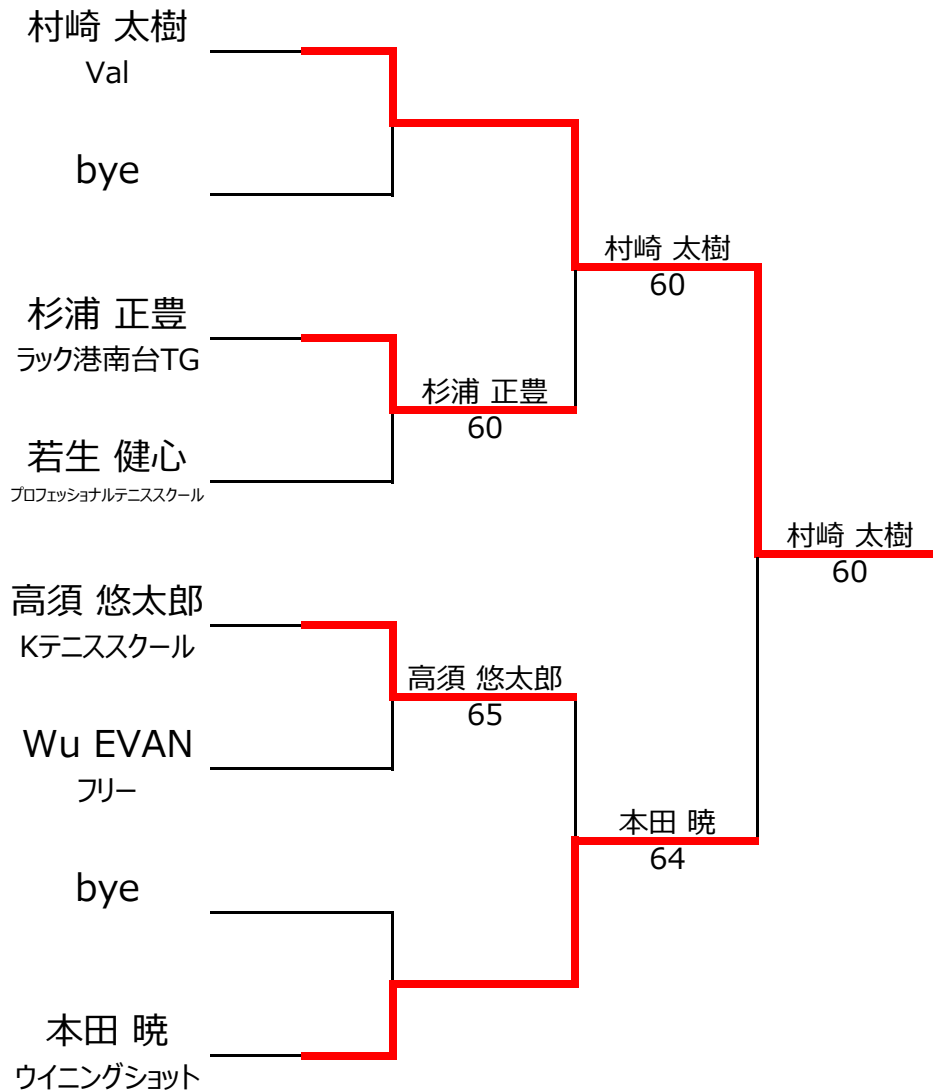 村崎 太樹
Val
bye
村崎 太樹
60
杉浦 正豊
ラック港南台TG
杉浦 正豊
60
若生 健心
プロフェッショナルテニススクール
村崎 太樹
60
高須 悠太郎
Kテニススクール
高須 悠太郎
65
Wu EVAN
フリー
本田 暁
64
bye
本田 暁
ウイニングショット